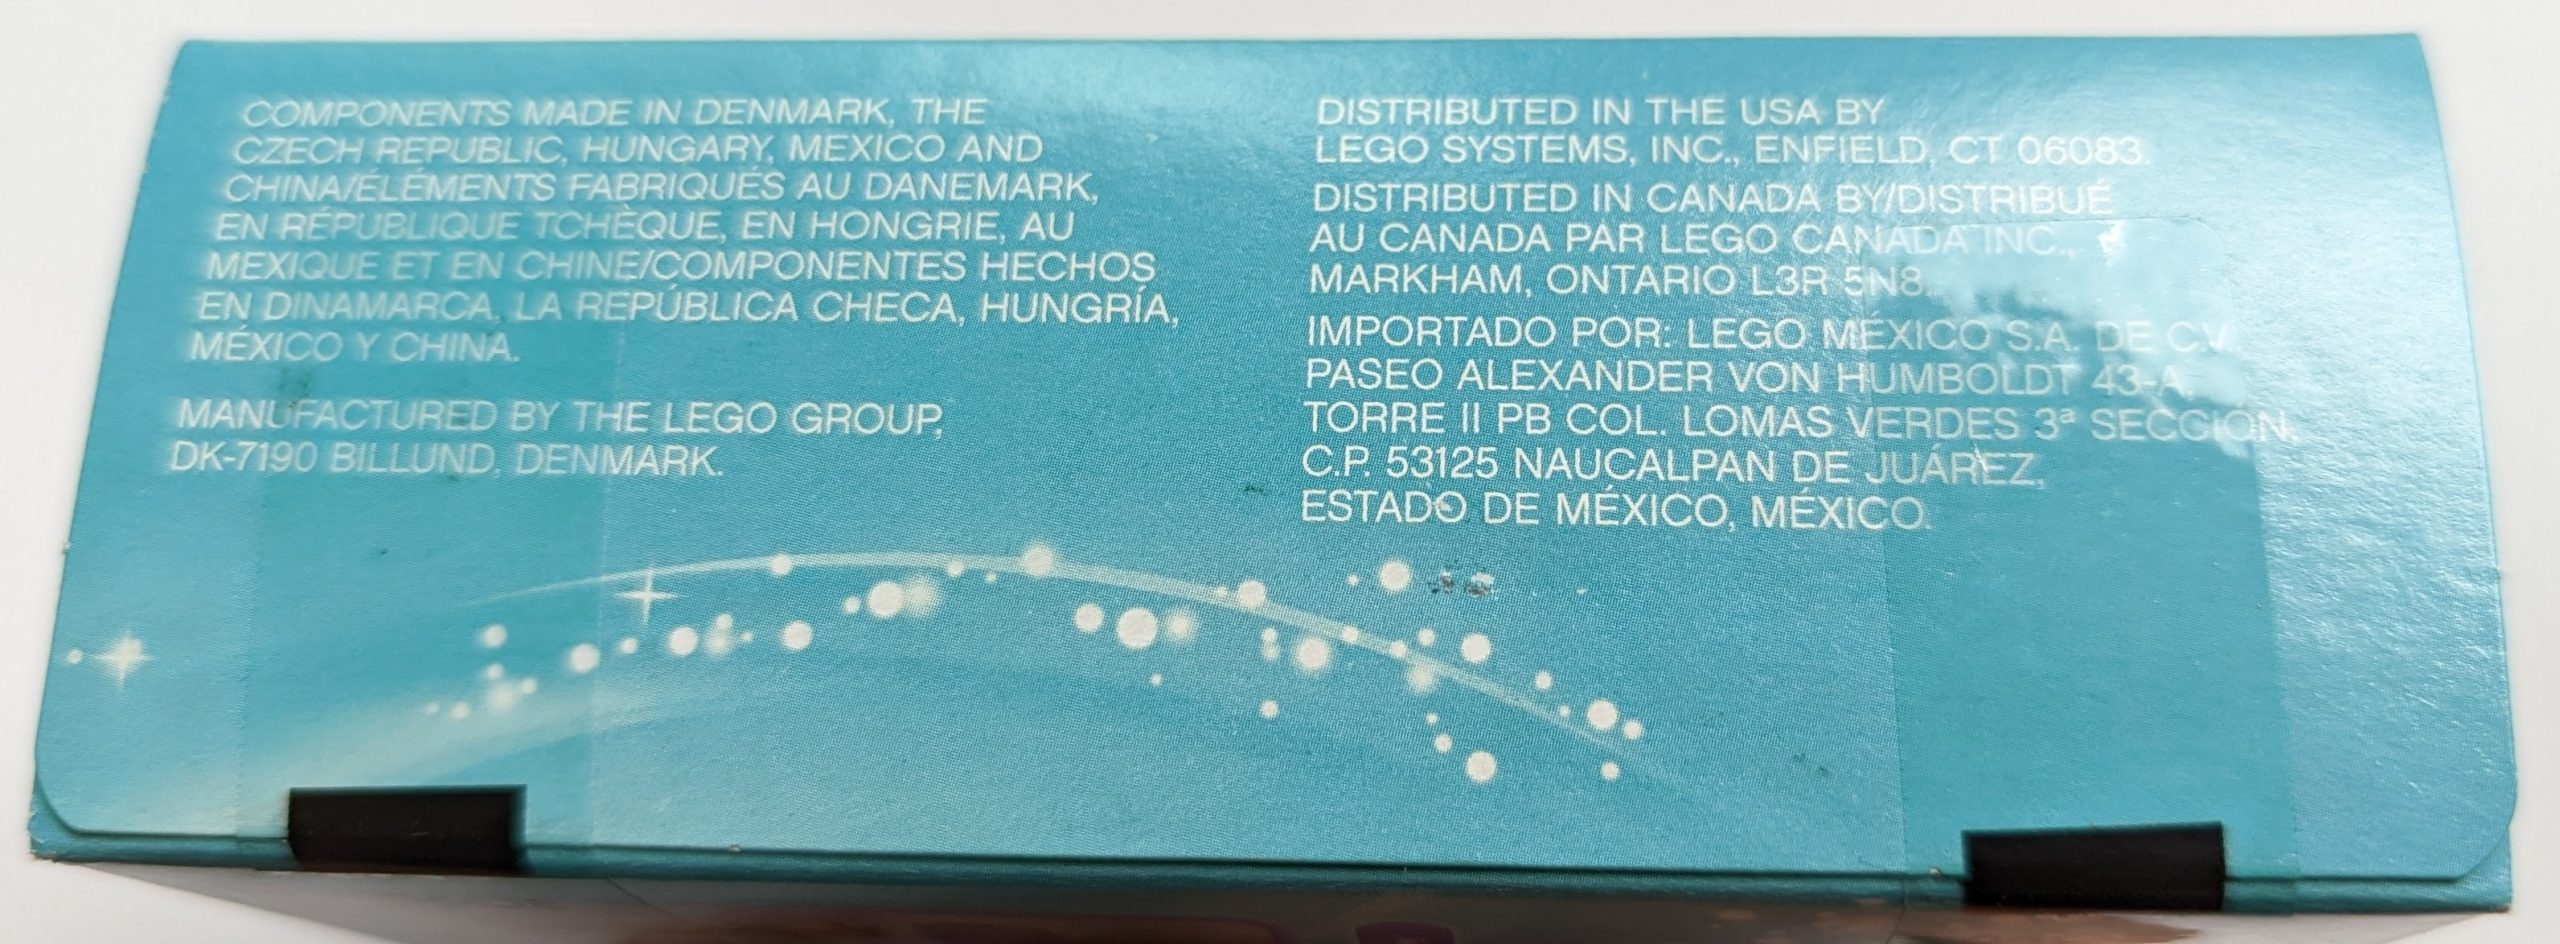 COMPONENTS MADE IN DENMARK, THE
CZECH REPUBLIC, HUNGARY, MEXICO AND
CHINA/ÉLÉMENTS FABRIQUÉS AU DANEMARK,
EN RÉPUBLIQUE TCHÈQUE, EN HONGRIE, AU
MEXIQUE ET EN CHINE/COMPONENTES HECHOS
EN DINAMARCA, LA REPÚBLICA CHECA, HUNGRÍA,
MÉXICO Y CHINA.
MANUFACTURED BY THE LEGO GROUP,
DK-7190 BILLUND, DENMARK.
DISTRIBUTED IN THE USA BY
LEGO SYSTEMS, INC., ENFIELD, CT 06083.
DISTRIBUTED IN CANADA BY/DISTRIBUÉ
AU CANADA PAR LEGO CANADA INC.,
MARKHAM, ONTARIO L3R 5N8.
IMPORTADO POR: LEGO MÉXICO S.A. DE C.V.
PASEO ALEXANDER VON HUMBOLDT 43-A,
TORRE II PB COL. LOMAS VERDES 3ª SECCIÓN,
C.P. 53125 NAUCALPAN DE JUÁREZ,
ESTADO DE MÉXICO, MÉXICO.